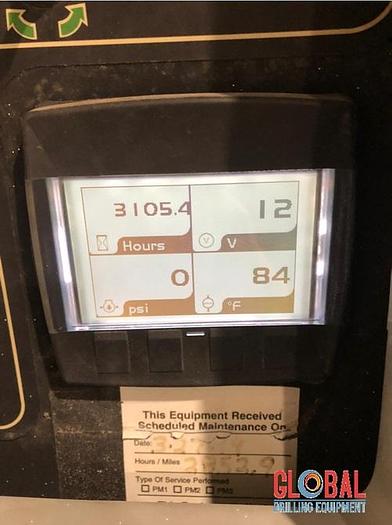 3105.4 12
Hours V
0 84
psi °F
This Equipment Received
Scheduled Maintenance On
Date:
Hours / Miles
Type Of Service Performed
PM1 PM2 PM3
GLOBAL
DRILLING EQUIPMENT